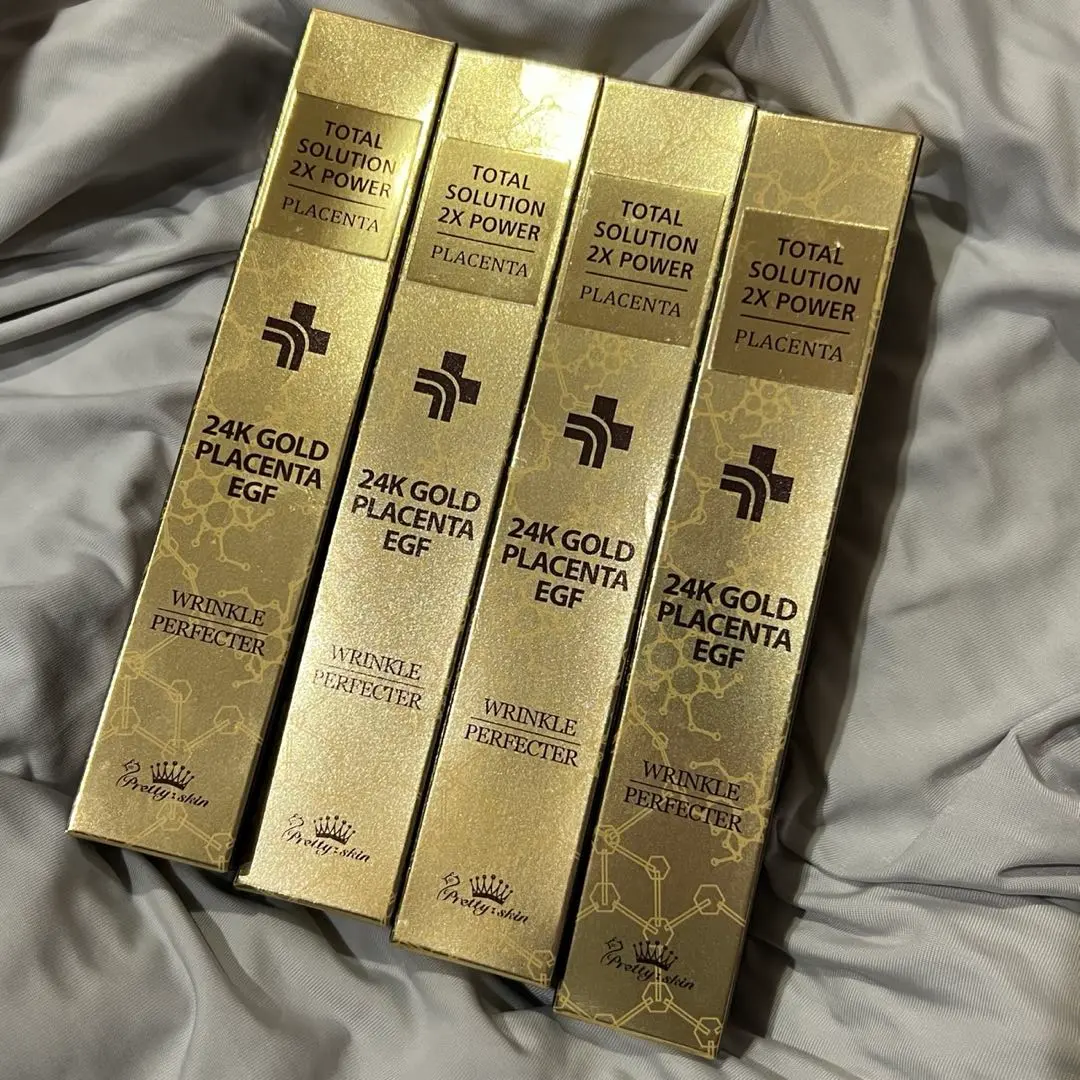 TOTAL
SOLUTION
2X POWER
PLACENTA
24K GOLD
PLACENTA
EGF
WRINKLE
PERFECTER
Pretty:skin
TOTAL
SOLUTION
2X POWER
PLACENTA
24K GOLD
PLACENTA
EGF
WRINKLE
PERFECTER
Pretty:skin
TOTAL
SOLUTION
2X POWER
PLACENTA
24K GOLD
PLACENTA
EGF
WRINKLE
PERFECTER
Pretty:skin
TOTAL
SOLUTION
2X POWER
PLACENTA
24K GOLD
PLACENTA
EGF
WRINKLE
PERFECTER
Pretty:skin